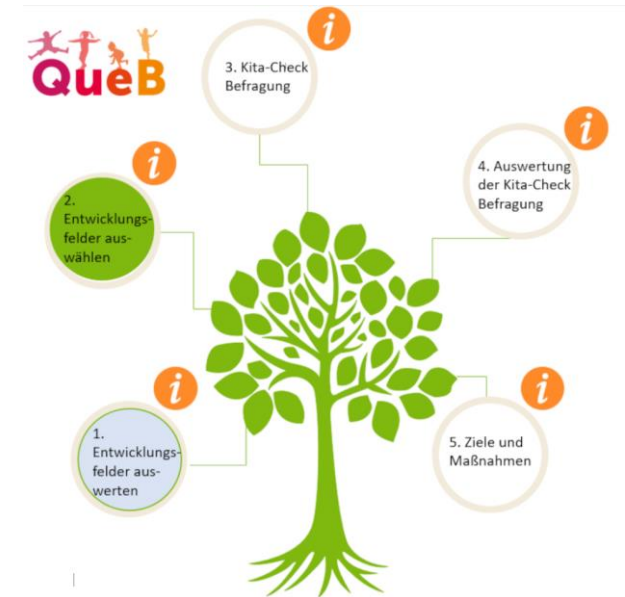 QueB
i
3. Kita-Check
Befragung
i
4. Auswertung
der Kita-Check
Befragung
i
2.
Entwicklungs-
felder aus-
wählen
i
1.
Entwicklungs-
felder aus-
werten
i
5. Ziele und
Maßnahmen